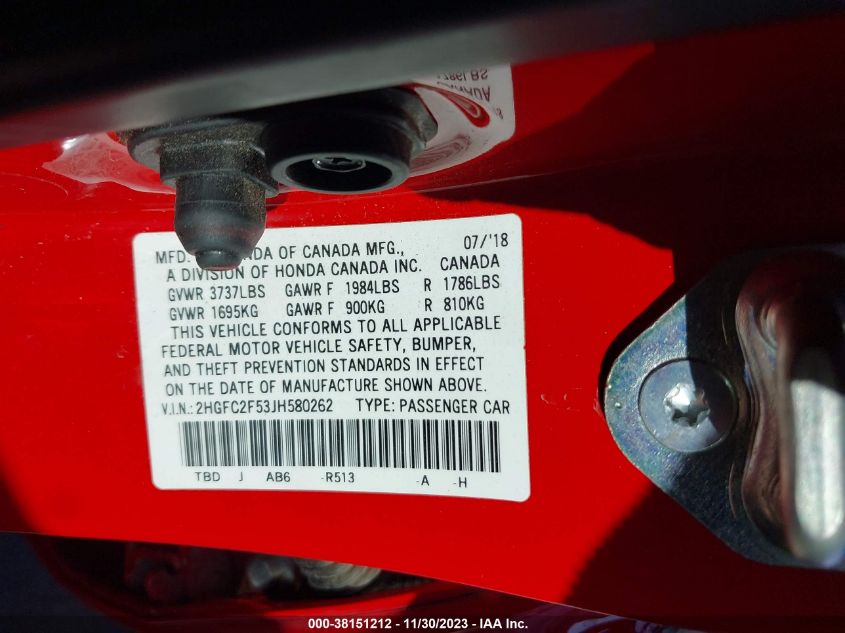 MFD. DA OF CANADA MFG., 07/'18
A DIVISION OF HONDA CANADA INC. CANADA
GVWR 3737LBS GAWR F 1984LBS R 1786LBS
GVWR 1695KG GAWR F 900KG R 810KG
THIS VEHICLE CONFORMS TO ALL APPLICABLE
FEDERAL MOTOR VEHICLE SAFETY, BUMPER,
AND THEFT PREVENTION STANDARDS IN EFFECT
ON THE DATE OF MANUFACTURE SHOWN ABOVE.
V.I.N.: 2HGFC2F53JH580262 TYPE: PASSENGER CAR
TBD J AB6 -R513 -A -H
000-38151212 - 11/30/2023 - IAA Inc.